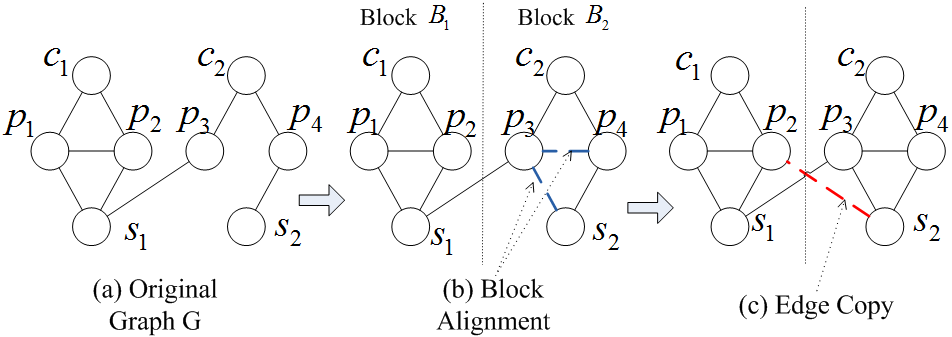 Block B₁ Block B₂
c₁ c₂ c₁ c₂ c₁ c₂
p₁ p₂ p₃ p₄ p₁ p₂ p₃ p₄ p₁ p₂ p₃ p₄
s₁ s₂ s₁ s₂ s₁ s₂
(a) Original
Graph G
(b) Block
Alignment
(c) Edge Copy